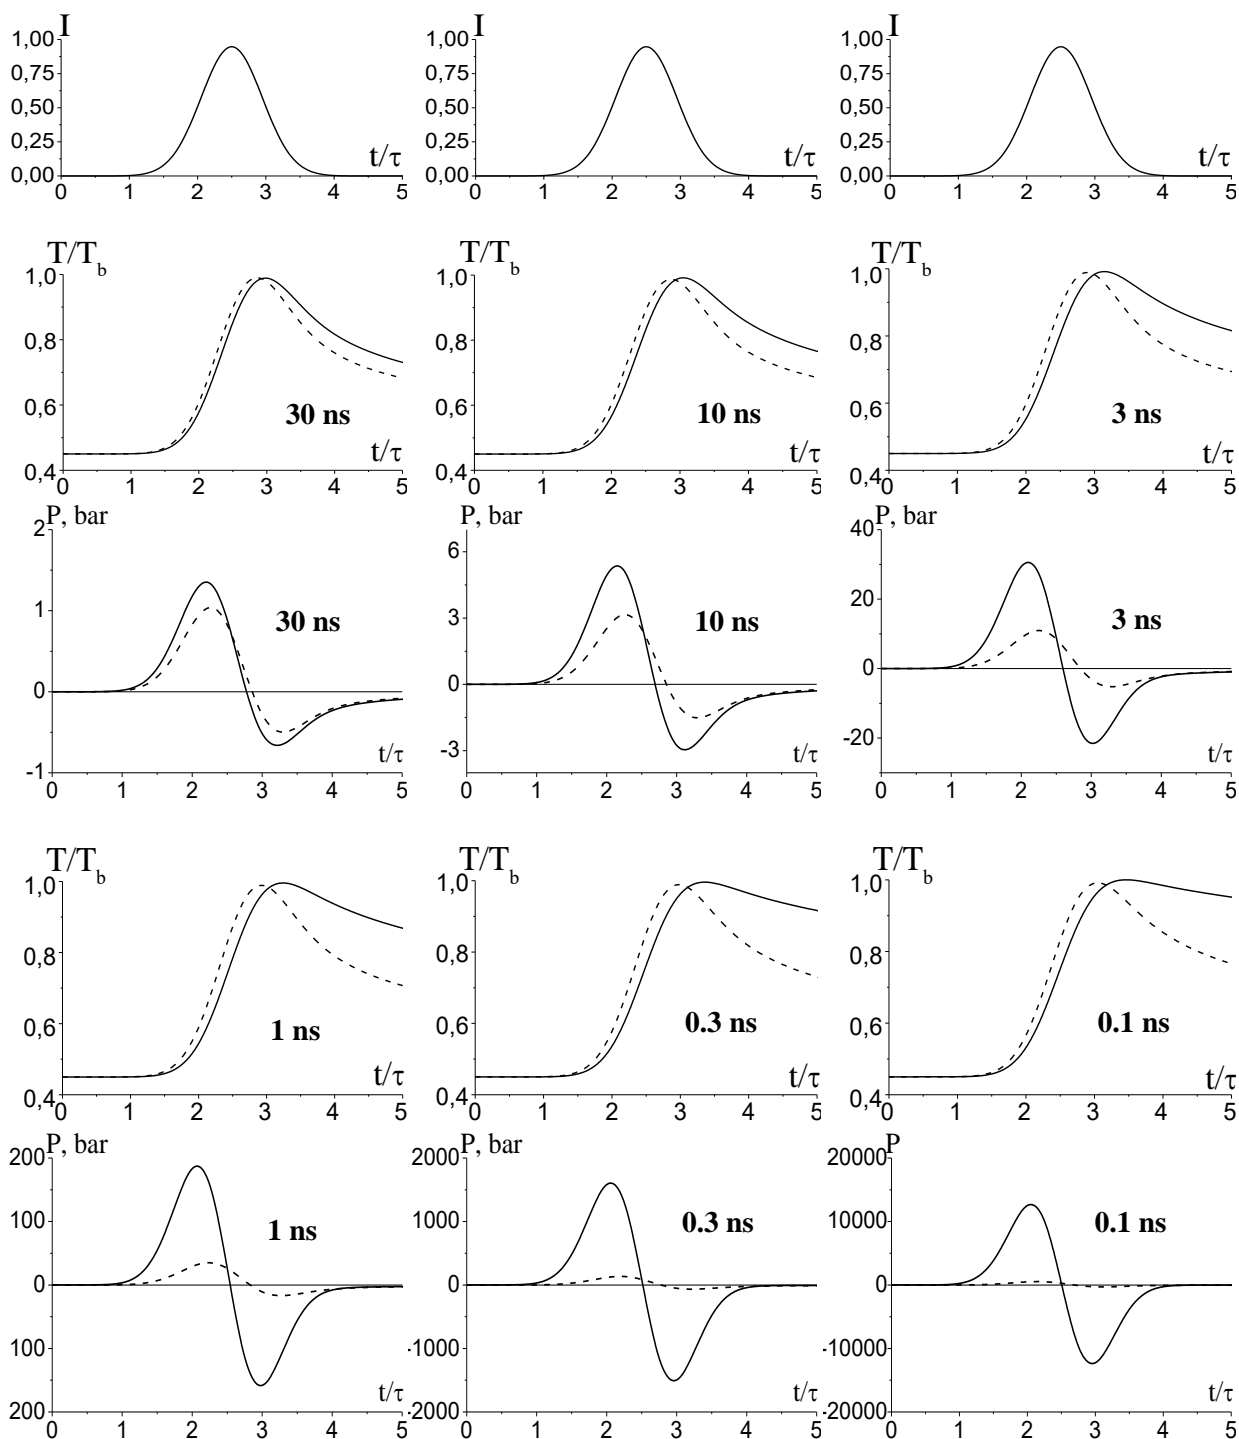 I I I
1,00 1,00 1,00
0,75 0,75 0,75
0,50 0,50 0,50
0,25 0,25 0,25
t/τ t/τ t/τ
0,00 0,00 0,00
0 1 2 3 4 5 0 1 2 3 4 5 0 1 2 3 4 5
T/Tb T/Tb T/Tb
1,0 1,0 1,0
0,8 0,8 0,8
0,6 0,6 0,6
30 ns 10 ns 3 ns
t/τ t/τ t/τ
0,4 0,4 0,4
0 1 2 3 4 5 0 1 2 3 4 5 0 1 2 3 4 5
P, bar P, bar P, bar
2 6 40
1 3 20
30 ns 10 ns 3 ns
0 0 0
-1 -3 -20
t/τ t/τ t/τ
0 1 2 3 4 5 0 1 2 3 4 5 0 1 2 3 4 5
T/Tb T/Tb T/Tb
1,0 1,0 1,0
0,8 0,8 0,8
0,6 0,6 0,6
1 ns 0.3 ns 0.1 ns
t/τ t/τ t/τ
0,4 0,4 0,4
0 1 2 3 4 5 0 1 2 3 4 5 0 1 2 3 4 5
P, bar P, bar P
200 2000 20000
100 1000 10000
1 ns 0.3 ns 0.1 ns
0 0 0
100 -1000 -10000
t/τ t/τ t/τ
200 -2000 -20000
0 1 2 3 4 5 0 1 2 3 4 5 0 1 2 3 4 5